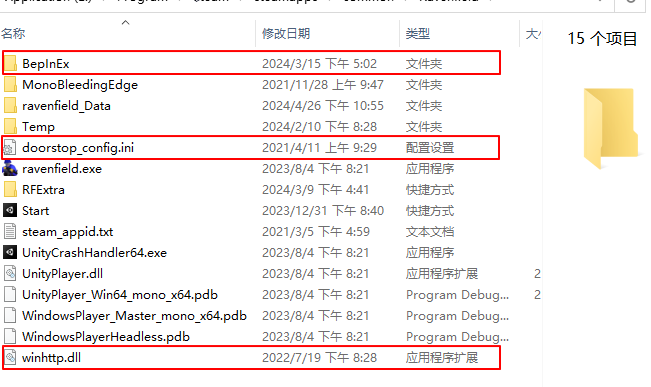 名称 修改日期 类型
15 个项目
BepInEx 2024/3/15 下午 5:02 文件夹
MonoBleedingEdge 2021/11/28 上午 9:47 文件夹
ravenfield_Data 2024/4/26 下午 10:55 文件夹
Temp 2024/2/10 下午 8:28 文件夹
doorstop_config.ini 2021/4/11 上午 9:29 配置设置
ravenfield.exe 2023/8/4 下午 8:21 应用程序
RFExtra 2024/3/9 下午 4:41 快捷方式
Start 2023/12/31 下午 8:40 快捷方式
steam_appid.txt 2021/3/5 下午 4:59 文本文档
UnityCrashHandler64.exe 2023/8/4 下午 8:21 应用程序
UnityPlayer.dll 2023/8/4 下午 8:21 应用程序扩展 2
UnityPlayer_Win64_mono_x64.pdb 2023/8/4 下午 8:21 Program Debug... 2
WindowsPlayer_Master_mono_x64.pdb 2023/8/4 下午 8:21 Program Debug...
WindowsPlayerHeadless.pdb 2023/8/4 下午 8:21 Program Debug...
winhttp.dll 2022/7/19 下午 8:28 应用程序扩展